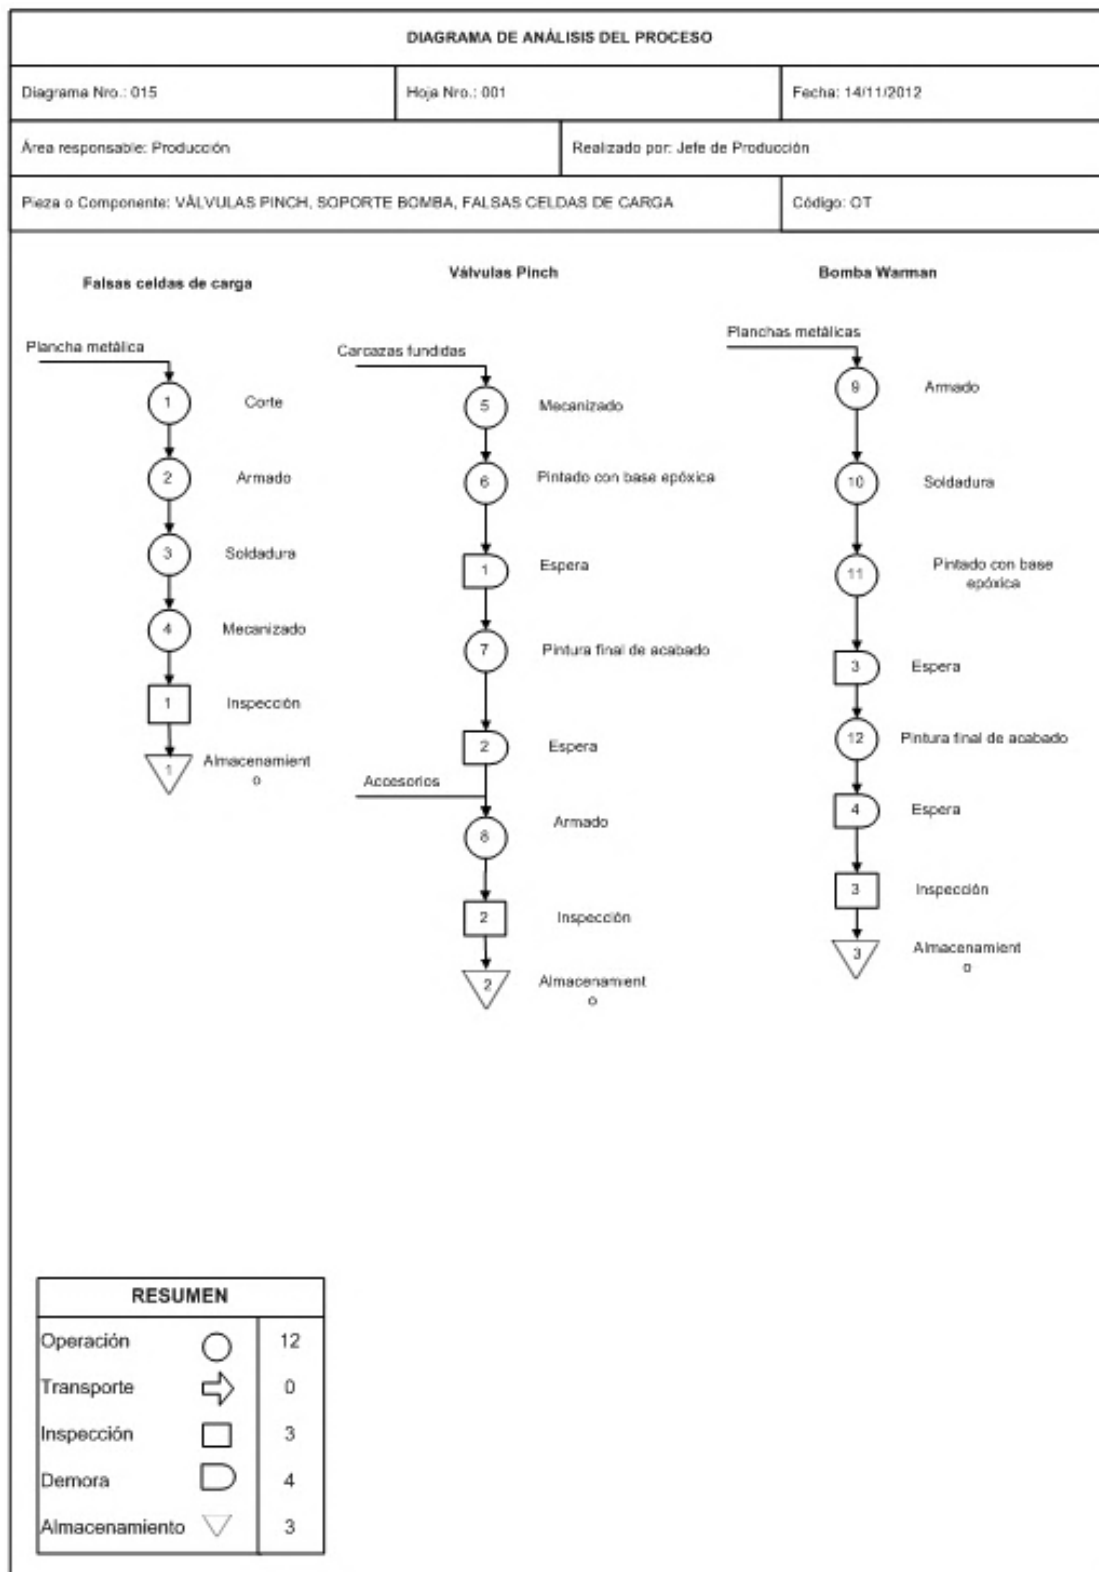 DIAGRAMA DE ANÁLISIS DEL PROCESO
Diagrama Nro.: 015
Hoja Nro.: 001
Fecha: 14/11/2012
Área responsable: Producción
Realizado por: Jefe de Producción
Pieza o Componente: VÁLVULAS PINCH, SOPORTE BOMBA, FALSAS CELDAS DE CARGA
Código: OT
Falsas celdas de carga
Plancha metálica
1 Corte
2 Armado
3 Soldadura
4 Mecanizado
1 Inspección
1 Almacenamient
o
Válvulas Pinch
Carcazas fundidas
5 Mecanizado
6 Pintado con base epóxica
1 Espera
7 Pintura final de acabado
2 Espera
Accesorios
8 Armado
2 Inspección
2 Almacenamient
o
Bomba Warman
Planchas metálicas
9 Armado
10 Soldadura
11 Pintado con base
epóxica
3 Espera
12 Pintura final de acabado
4 Espera
3 Inspección
3 Almacenamient
o
RESUMEN
Operación 12
Transporte 0
Inspección 3
Demora 4
Almacenamiento 3